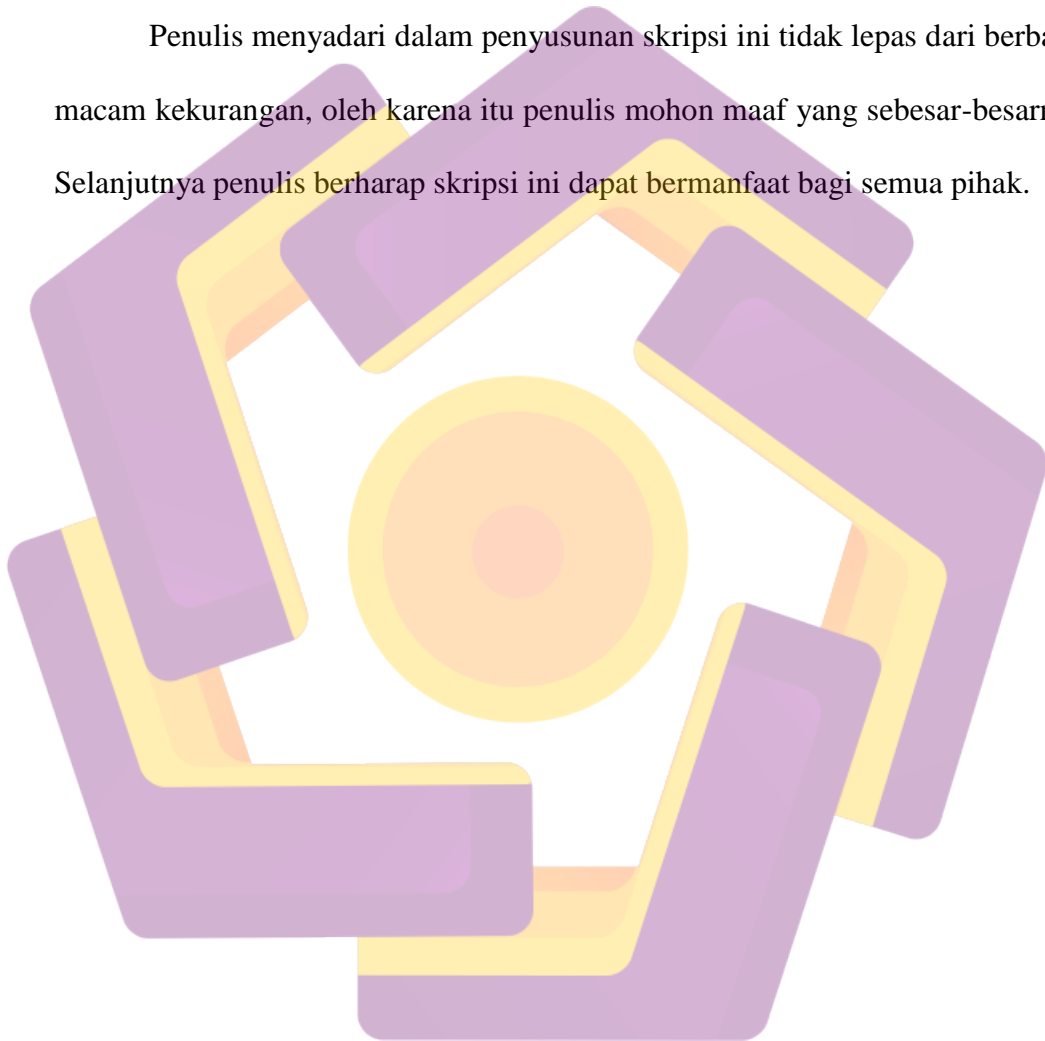 Penulis menyadari dalam penyusunan skripsi ini tidak lepas dari berba
macam kekurangan, oleh karena itu penulis mohon maaf yang sebesar-besarn
Selanjutnya penulis berharap skripsi ini dapat bermanfaat bagi semua pihak.